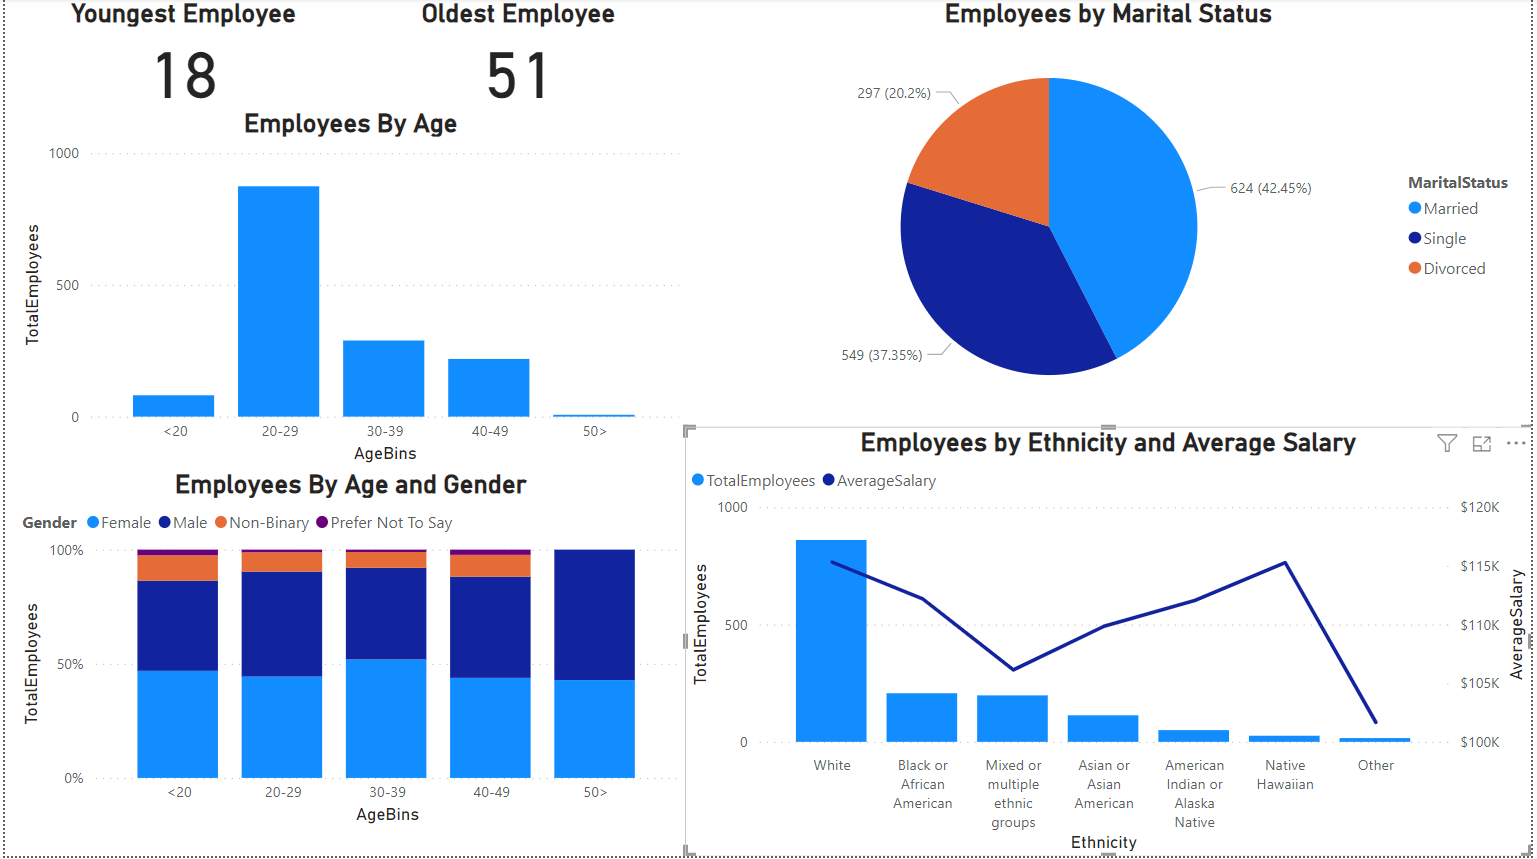 Youngest Employee
18
Oldest Employee
51
Employees By Age
1000
500
0
TotalEmployees
<20
20-29
30-39
40-49
50>
AgeBins
Employees by Marital Status
297 (20.2%)
624 (42.45%)
549 (37.35%)
MaritalStatus
Married
Single
Divorced
Employees By Age and Gender
Gender Female Male Non-Binary Prefer Not To Say
100%
50%
0%
TotalEmployees
<20
20-29
30-39
40-49
50>
AgeBins
Employees by Ethnicity and Average Salary
TotalEmployees AverageSalary
1000
500
0
TotalEmployees
$120K
$115K
$110K
$105K
$100K
AverageSalary
White
Black or
African
American
Mixed or
multiple
ethnic
groups
Asian or
Asian
American
American
Indian or
Alaska
Native
Native
Hawaiian
Other
Ethnicity